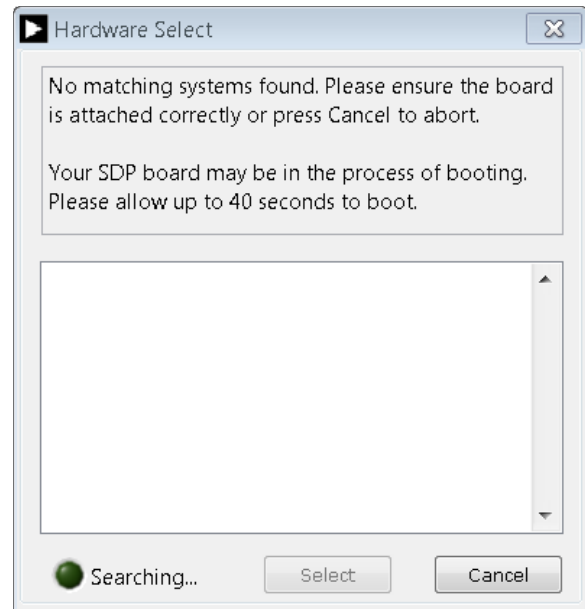 Hardware Select
No matching systems found. Please ensure the board
is attached correctly or press Cancel to abort.
Your SDP board may be in the process of booting.
Please allow up to 40 seconds to boot.
Searching...
Select
Cancel